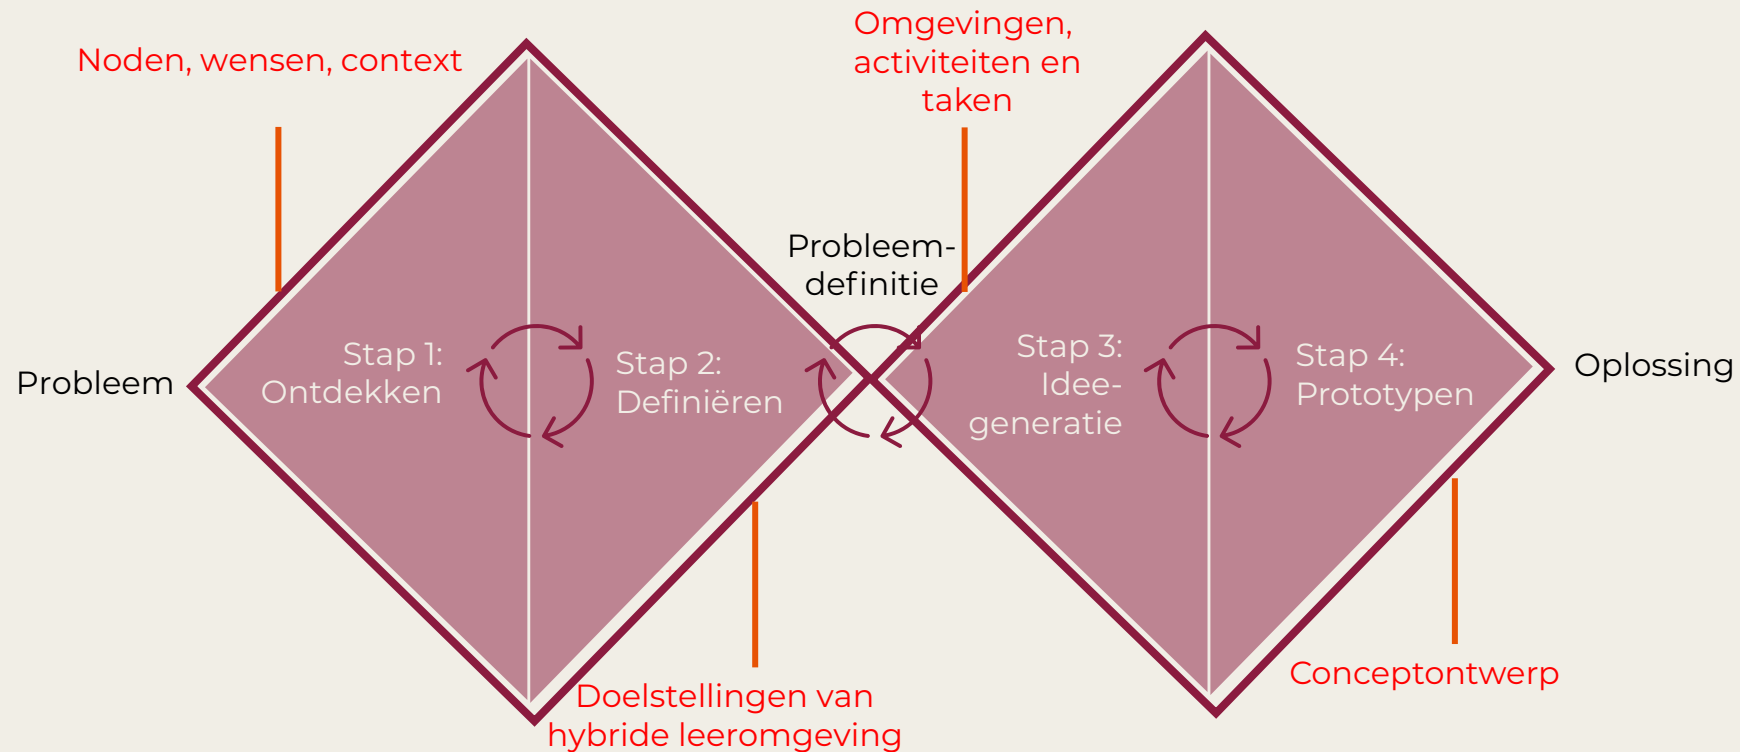 Noden, wensen, context
Omgevingen,
activiteiten en
taken
Probleem-
definitie
Probleem
Stap 1:
Ontdekken
Stap 2:
Definiëren
Stap 3:
Idee-
generatie
Stap 4:
Prototypen
Oplossing
Doelstellingen van
hybride leeromgeving
Conceptontwerp